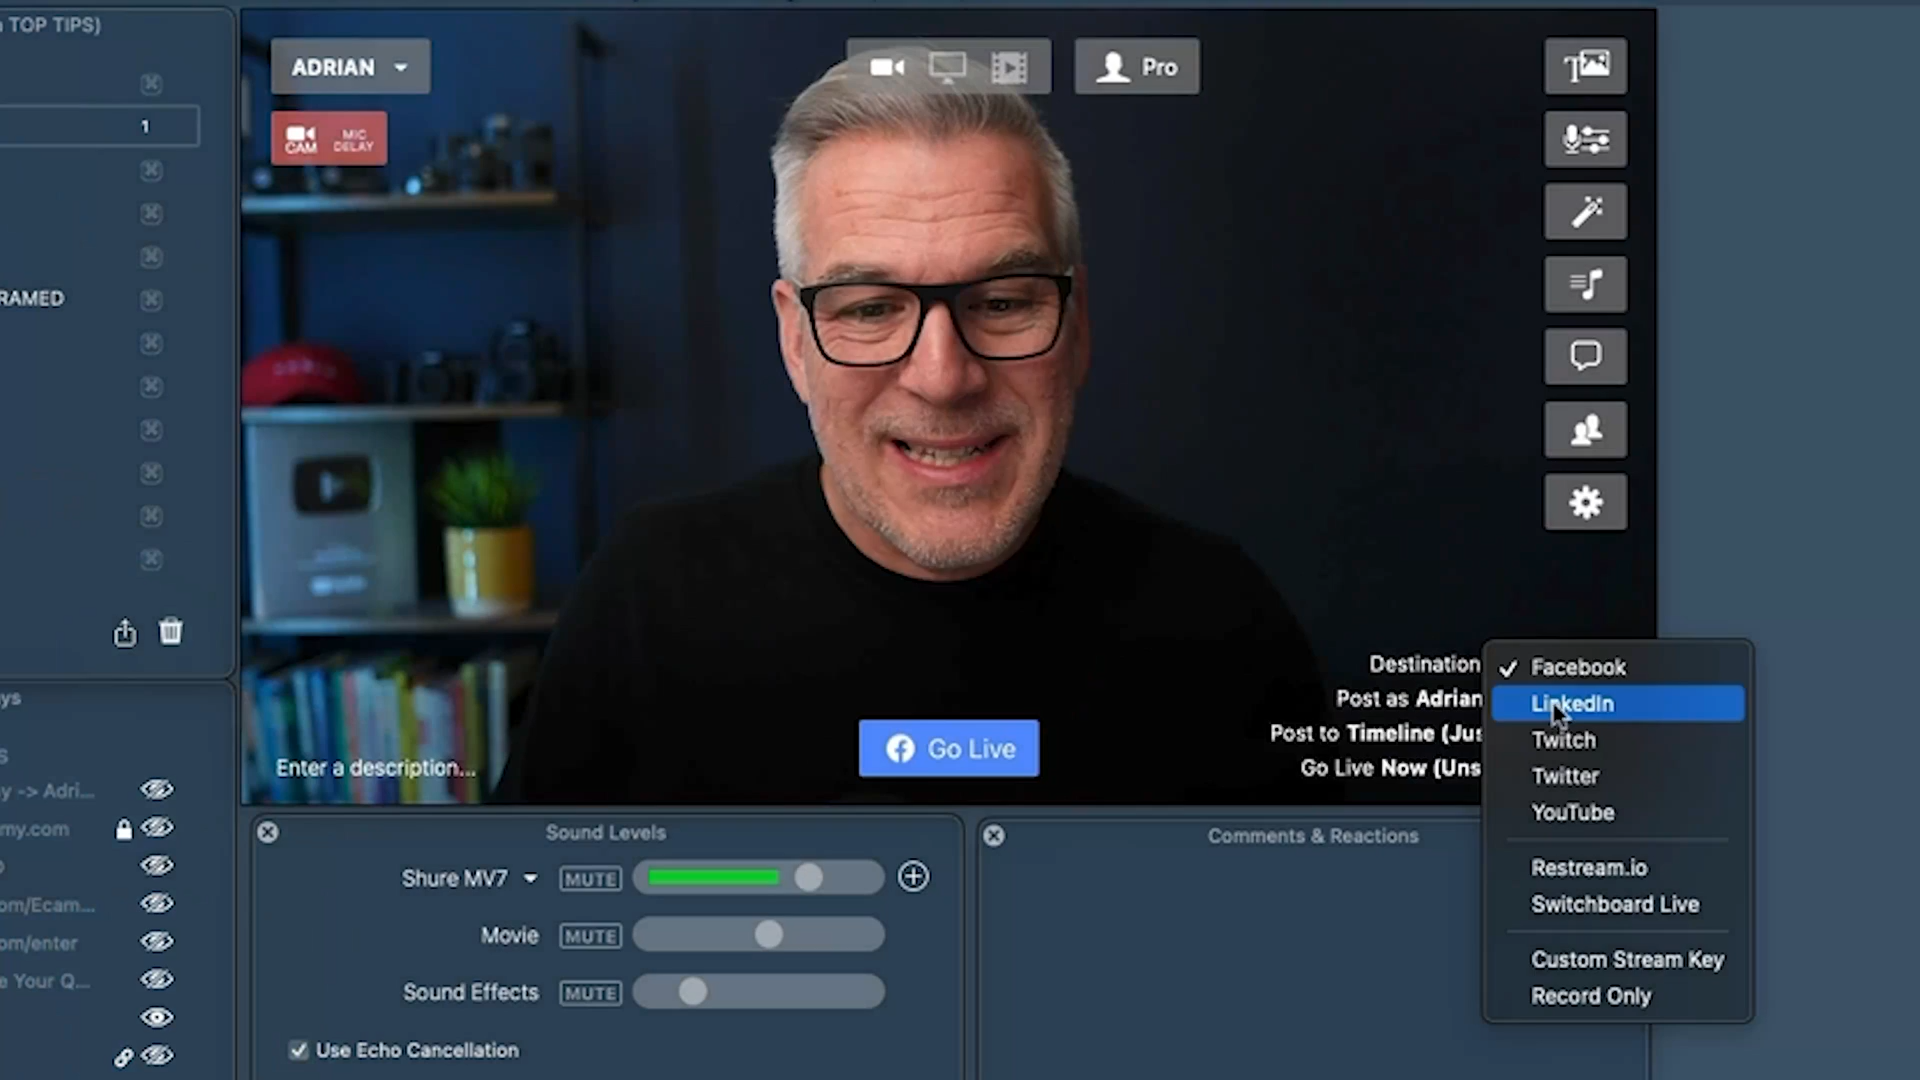 TOP TIPS)
1
RAMED
ys
s
y -> Adri...
my.com
om/Ecam...
om/enter
e Your Q...
ADRIAN
CAM
MIC
DELAY
Pro
Enter a description...
Go Live
Destination
Post as Adrian
Post to Timeline (Jus
Go Live Now (Uns
Facebook
LinkedIn
Twitch
Twitter
YouTube
Restream.io
Switchboard Live
Custom Stream Key
Record Only
Sound Levels
Shure MV7
MUTE
Movie
MUTE
Sound Effects
MUTE
Use Echo Cancellation
Comments & Reactions